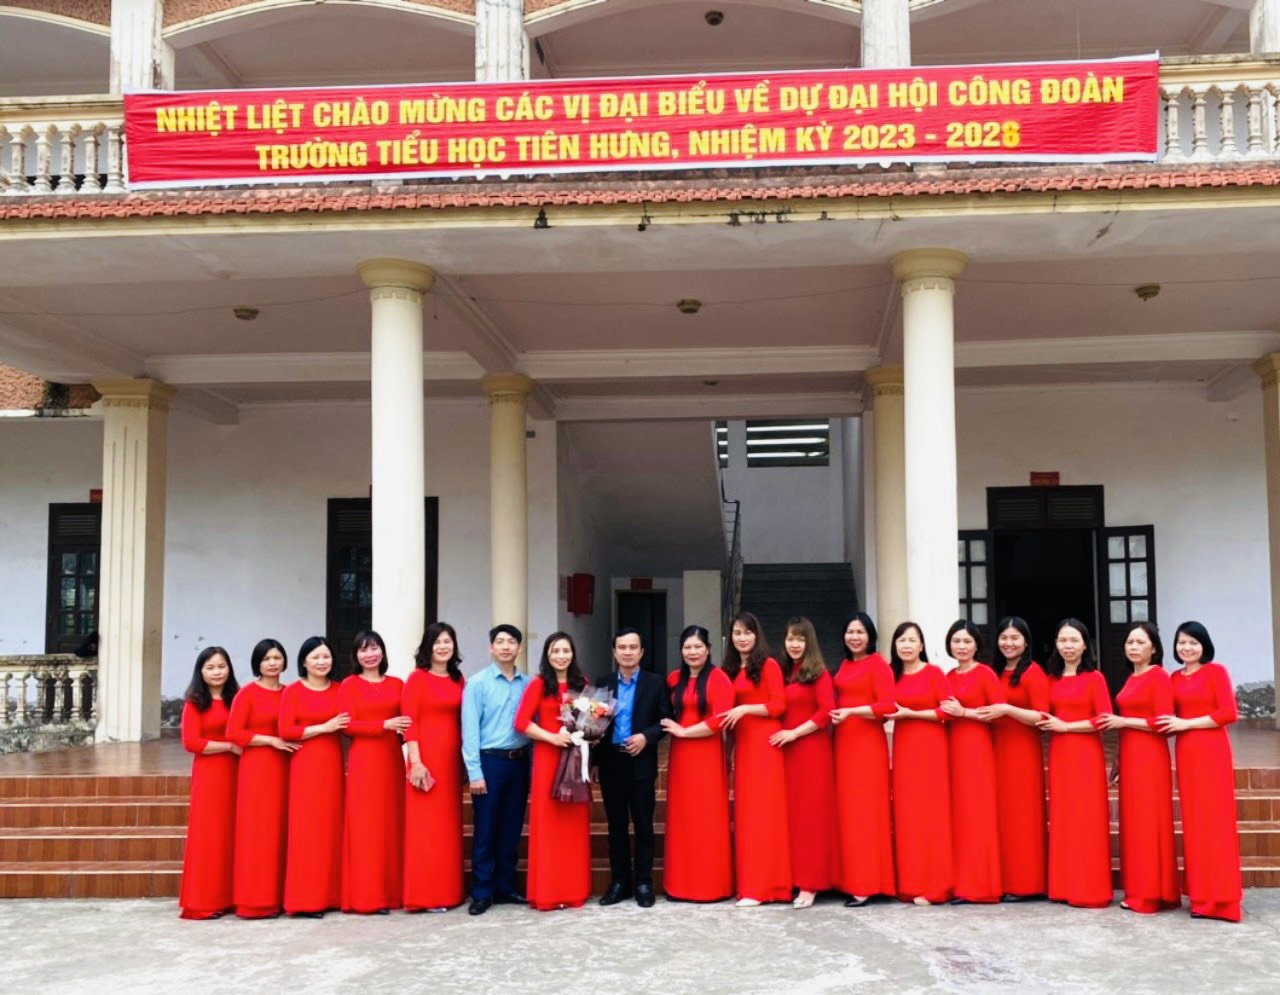 NHIỆT LIỆT CHÀO MỪNG CÁC VỊ ĐẠI BIỂU VỀ DỰ ĐẠI HỘI CÔNG ĐOÀN
TRƯỜNG TIỂU HỌC TIÊN HƯNG, NHIỆM KỲ 2023 - 2028